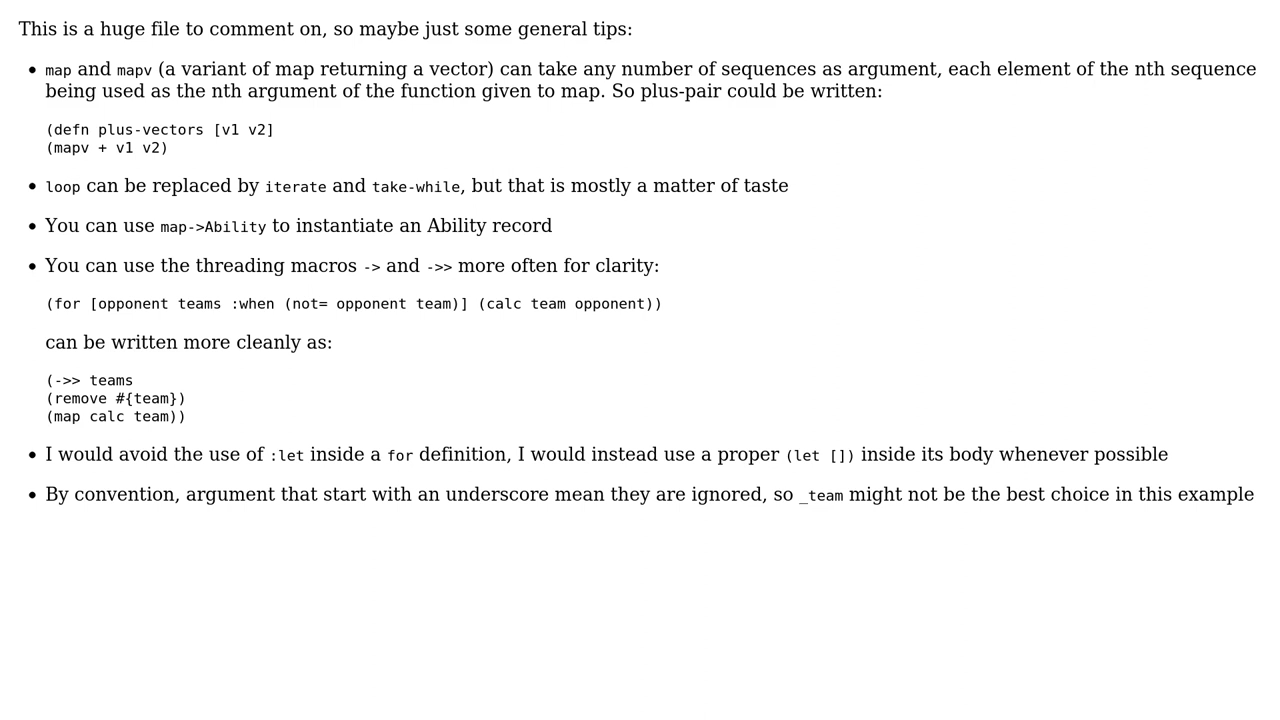 This is a huge file to comment on, so maybe just some general tips:
• map and mapv (a variant of map returning a vector) can take any number of sequences as argument, each element of the nth sequence
being used as the nth argument of the function given to map. So plus-pair could be written:
(defn plus-vectors [v1 v2]
(mapv + v1 v2)
• loop can be replaced by iterate and take-while, but that is mostly a matter of taste
• You can use map->Ability to instantiate an Ability record
• You can use the threading macros -> and ->> more often for clarity:
(for [opponent teams :when (not= opponent team)] (calc team opponent))
can be written more cleanly as:
(->> teams
(remove #{team})
(map calc team))
• I would avoid the use of :let inside a for definition, I would instead use a proper (let []) inside its body whenever possible
• By convention, argument that start with an underscore mean they are ignored, so _team might not be the best choice in this example